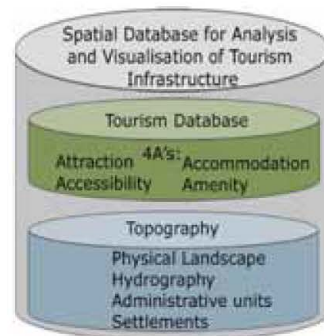 Spatial Database for Analysis
and Visualisation of Tourism
Infrastructure
Tourism Database
4A's:
Attraction Accommodation
Accessibility Amenity
Topography
Physical Landscape
Hydrography
Administrative units
Settlements